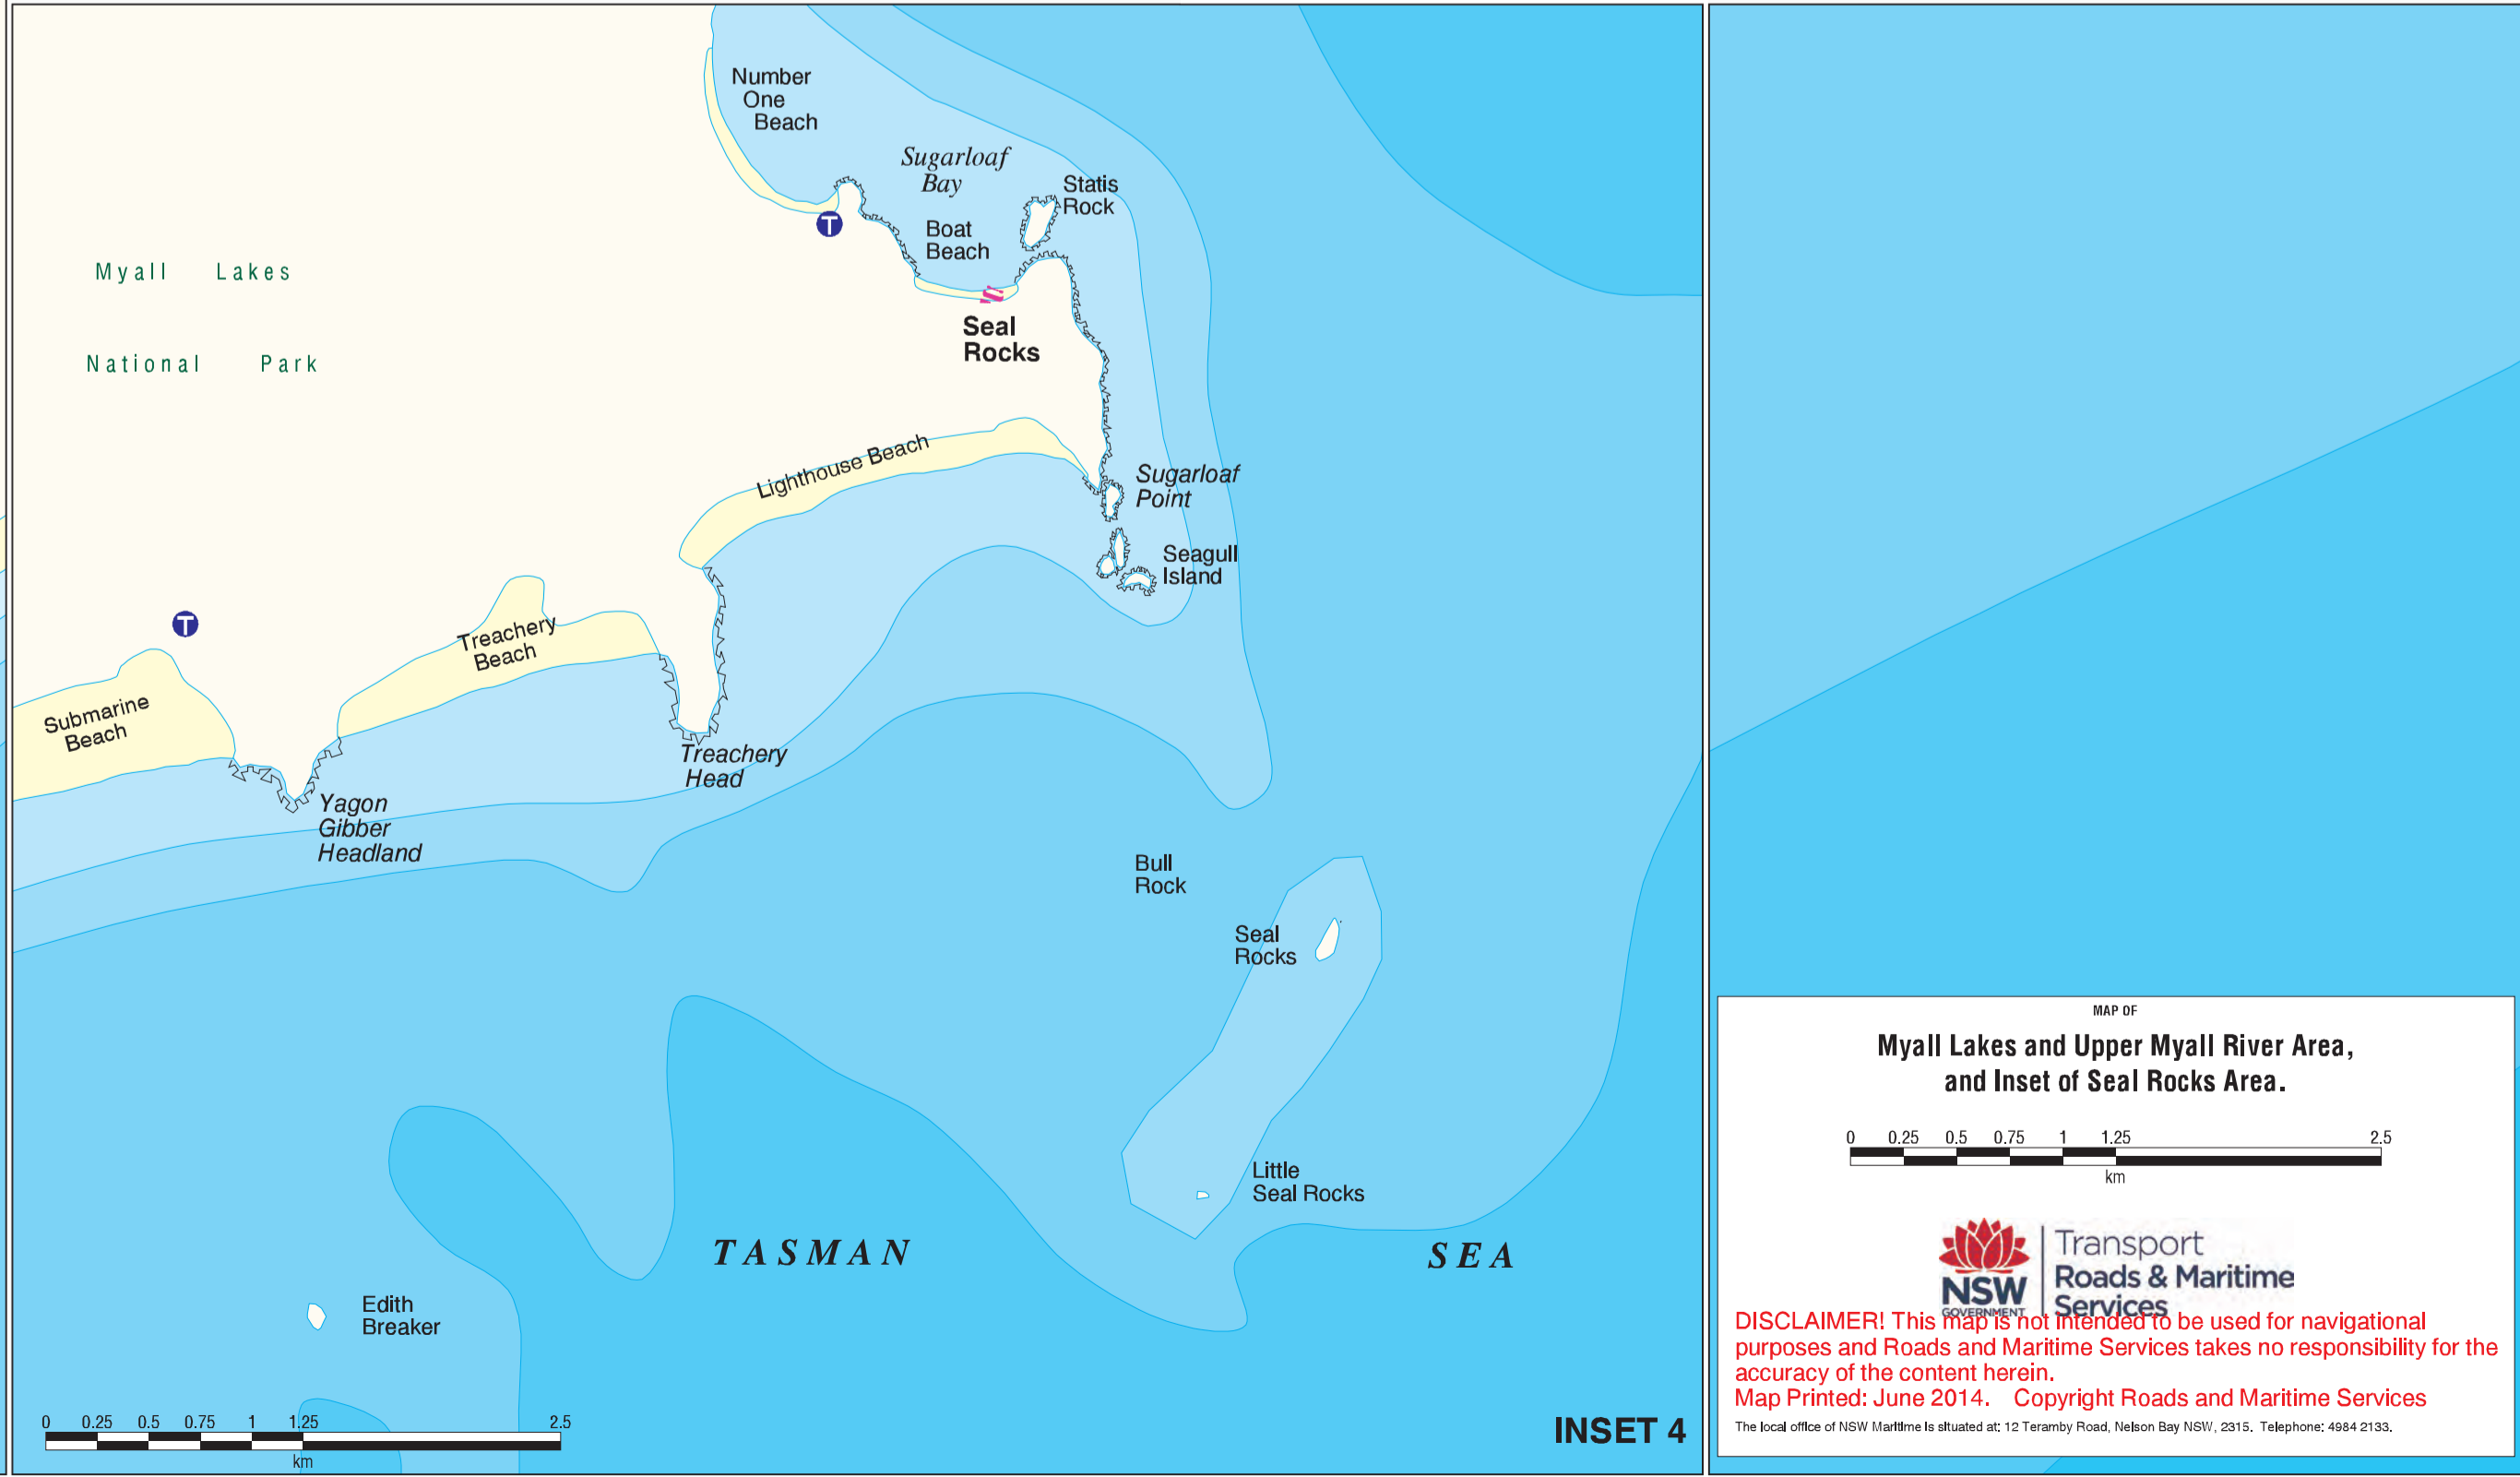 Number
One
Beach
Sugarloaf
Bay
Statis
Rock
T
Boat
Beach
Myall Lakes
National Park
Seal
Rocks
Lighthouse Beach
Sugarloaf
Point
Seagull
Island
T
Treachery
Beach
Submarine
Beach
Treachery
Head
Yagon
Gibber
Headland
Bull
Rock
Seal
Rocks
Little
Seal Rocks
TASMAN SEA
Edith
Breaker
0 0.25 0.5 0.75 1 1.25 2.5
km
INSET 4
MAP OF
Myall Lakes and Upper Myall River Area,
and Inset of Seal Rocks Area.
0 0.25 0.5 0.75 1 1.25 2.5
km
NSW
GOVERNMENT
Transport
Roads & Maritime
Services
DISCLAIMER! This map is not intended to be used for navigational
purposes and Roads and Maritime Services takes no responsibility for the
accuracy of the content herein.
Map Printed: June 2014. Copyright Roads and Maritime Services
The local office of NSW Maritime is situated at: 12 Teramby Road, Nelson Bay NSW, 2315. Telephone: 4984 2133.